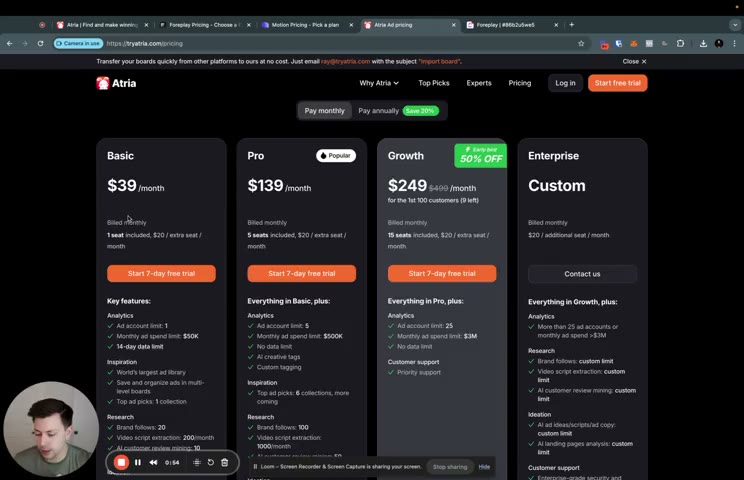 Atria | Find and make winning
Foreplay Pricing - Choose a
Motion Pricing - Pick a plan
Atria Ad pricing
Foreplay | #86b2u5we5
Camera in use
https://tryatria.com/pricing
Transfer your boards quickly from other platforms to ours at no cost. Just email ray@tryatria.com with the subject "import board".
Close
Atria
Why Atria
Top Picks
Experts
Pricing
Log in
Start free trial
Pay monthly
Pay annually
Save 20%
Basic
$39 /month
Billed monthly
1 seat included, $20 / extra seat /
month
Start 7-day free trial
Key features:
Analytics
Ad account limit: 1
Monthly ad spend limit: $50K
14-day data limit
Inspiration
World's largest ad library
Save and organize ads in multi-
level boards
Top ad picks: 1 collection
Research
Brand follows: 20
Video script extraction: 200/month
AI customer review mining: 10
Pro
Popular
$139 /month
Billed monthly
5 seats included, $20 / extra seat /
month
Start 7-day free trial
Everything in Basic, plus:
Analytics
Ad account limit: 5
Monthly ad spend limit: $500K
No data limit
AI creative tags
Custom tagging
Inspiration
Top ad picks: 6 collections, more
coming
Research
Brand follows: 100
Video script extraction:
1000/month
Growth
Early bird
50% OFF
$249 $499 /month
for the 1st 100 customers (9 left)
Billed monthly
15 seats included, $20 / extra seat /
month
Start 7-day free trial
Everything in Pro, plus:
Analytics
Ad account limit: 25
Monthly ad spend limit: $3M
No data limit
Customer support
Priority support
Enterprise
Custom
Billed monthly
$20 / additional seat / month
Contact us
Everything in Growth, plus:
Analytics
More than 25 ad accounts or
monthly ad spend >$3M
Research
Brand follows: custom limit
Video script extraction: custom
limit
AI customer review mining: custom
limit
Ideation
AI ad ideas/scripts/ad copy:
custom limit
AI landing pages analysis: custom
limit
Customer support
Enterprise-grade security and
0:54
Loom – Screen Recorder & Screen Capture is sharing your screen.
Stop sharing
Hide